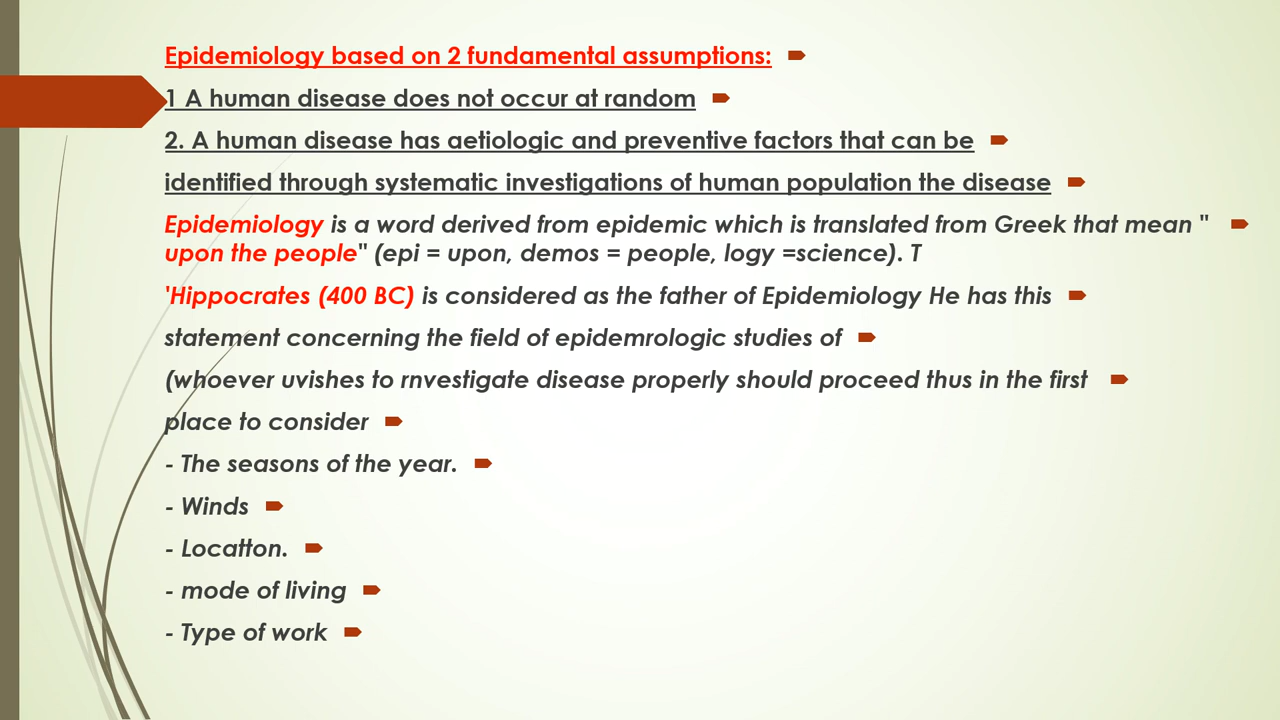 Epidemiology based on 2 fundamental assumptions:
1 A human disease does not occur at random
2. A human disease has aetiologic and preventive factors that can be
identified through systematic investigations of human population the disease
Epidemiology is a word derived from epidemic which is translated from Greek that mean "
upon the people" (epi = upon, demos = people, logy =science). T
'Hippocrates (400 BC) is considered as the father of Epidemiology He has this
statement concerning the field of epidemrologic studies of
(whoever uvishes to rnvestigate disease properly should proceed thus in the first
place to consider
- The seasons of the year.
- Winds
- Locatton.
- mode of living
- Type of work